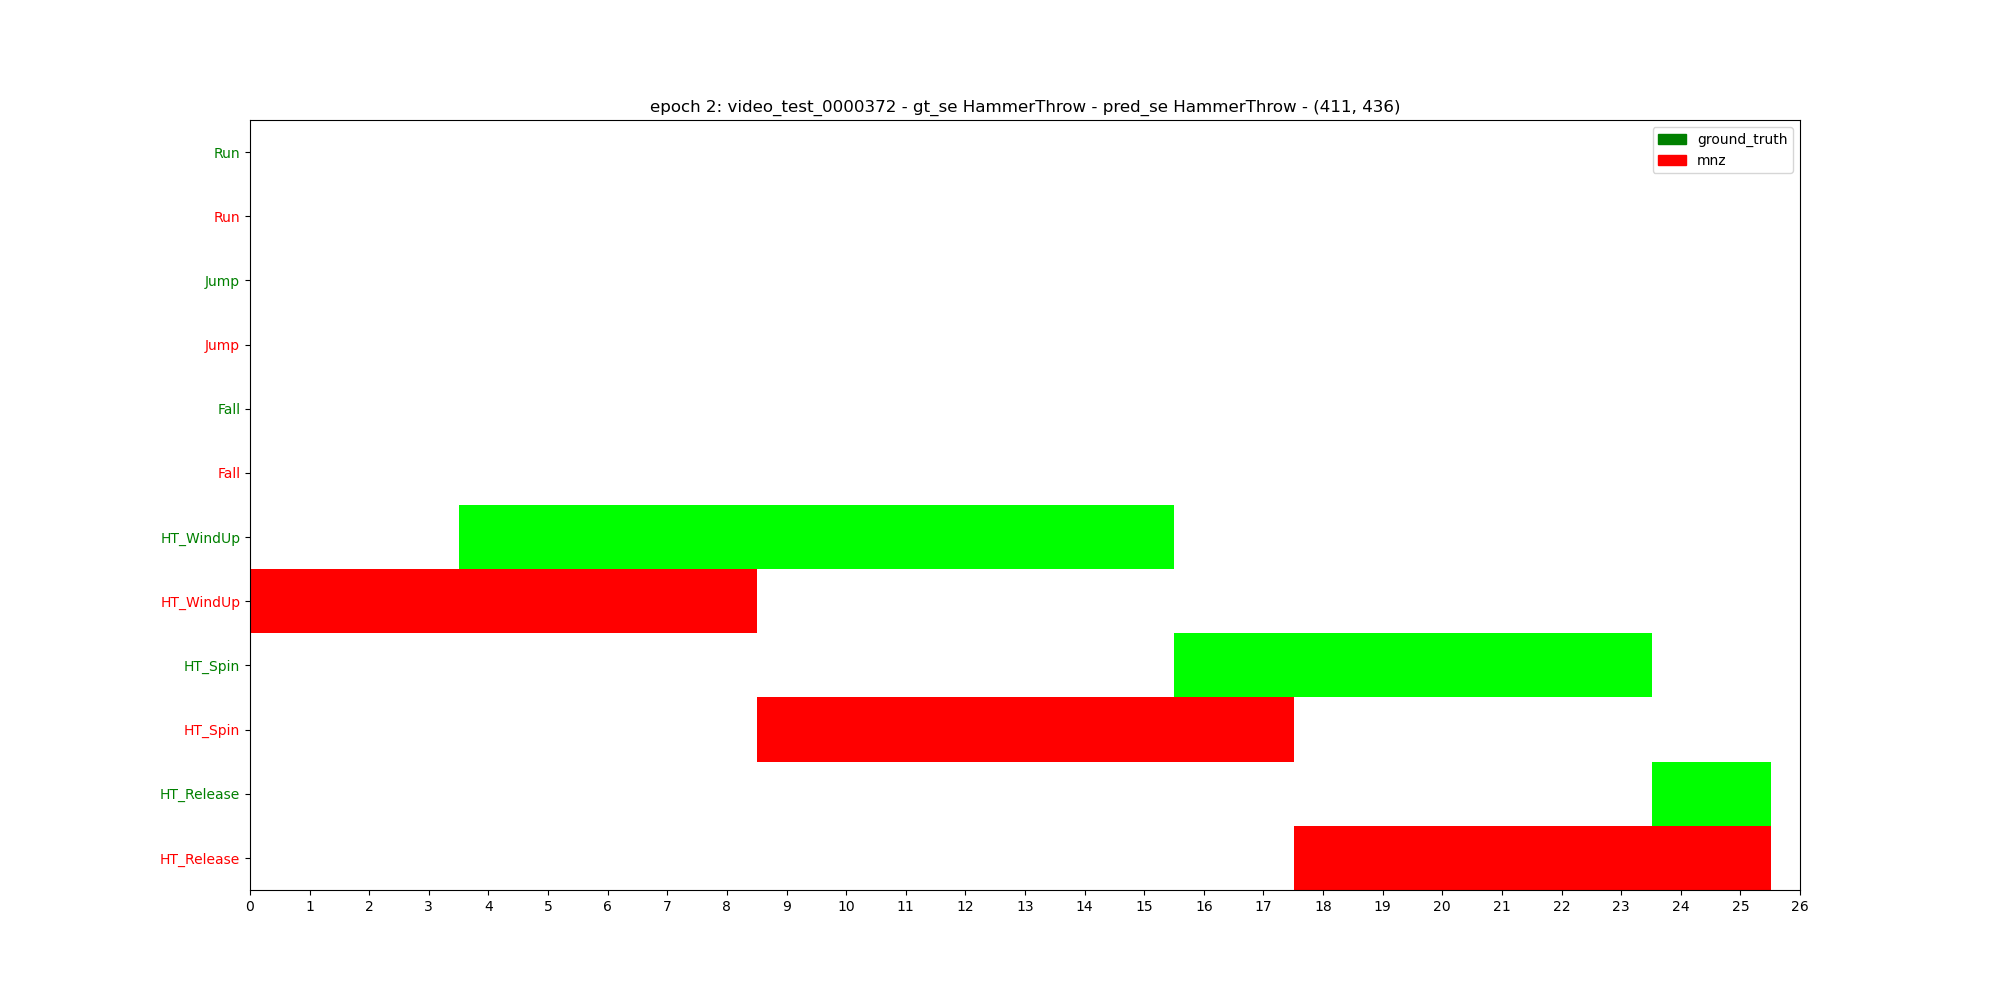 epoch 2: video_test_0000372 - gt_se HammerThrow - pred_se HammerThrow - (411, 436)
ground_truth
mnz
Run
Run
Jump
Jump
Fall
Fall
HT_WindUp
HT_WindUp
HT_Spin
HT_Spin
HT_Release
HT_Release
0 1 2 3 4 5 6 7 8 9 10 11 12 13 14 15 16 17 18 19 20 21 22 23 24 25 26